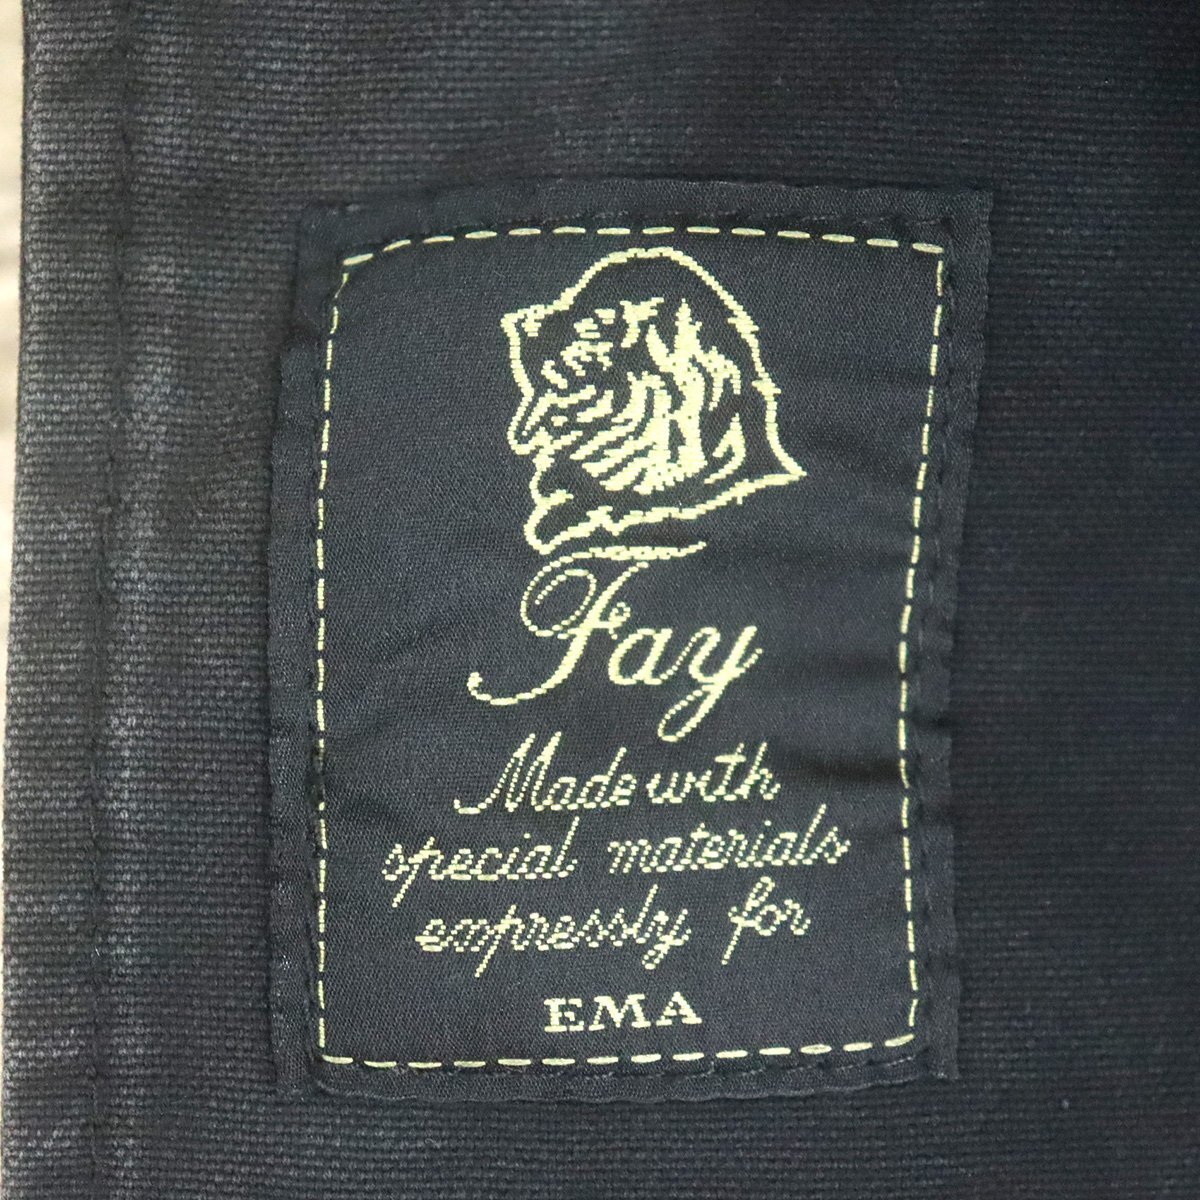 Fay
Made with
special materials
expressly for
EMA